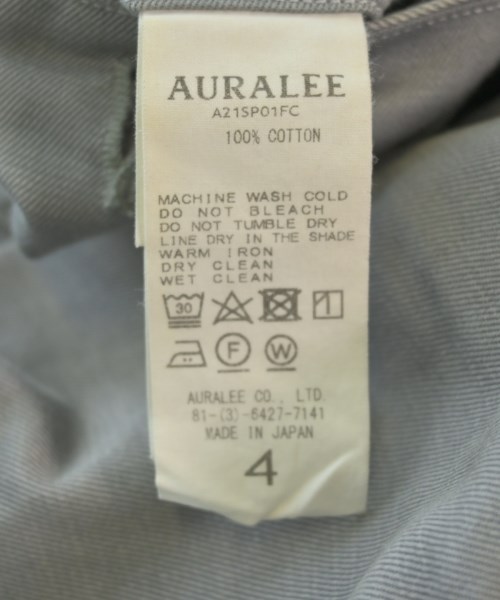 AURALEE
A21SP01FC
100% COTTON
MACHINE WASH COLD
DO NOT BLEACH
DO NOT TUMBLE DRY
LINE DRY IN THE SHADE
WARM IRON
DRY CLEAN
WET CLEAN
30
F W
AURALEE CO., LTD.
81-(3)-6427-7141
MADE IN JAPAN
4